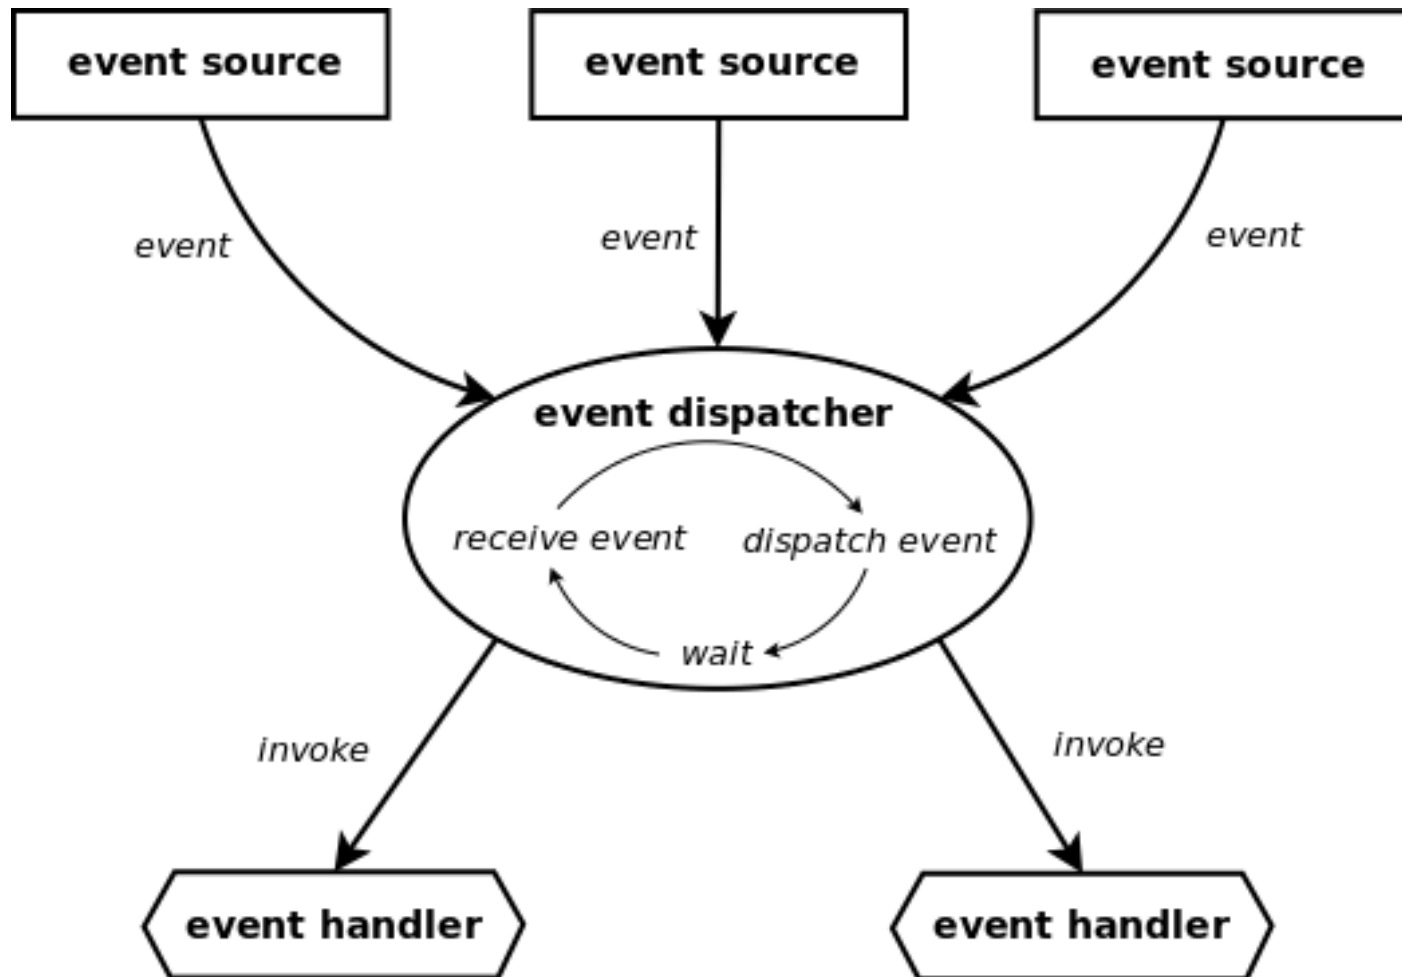 event source
event source
event source
event
event
event
event dispatcher
receive event
dispatch event
wait
invoke
invoke
event handler
event handler